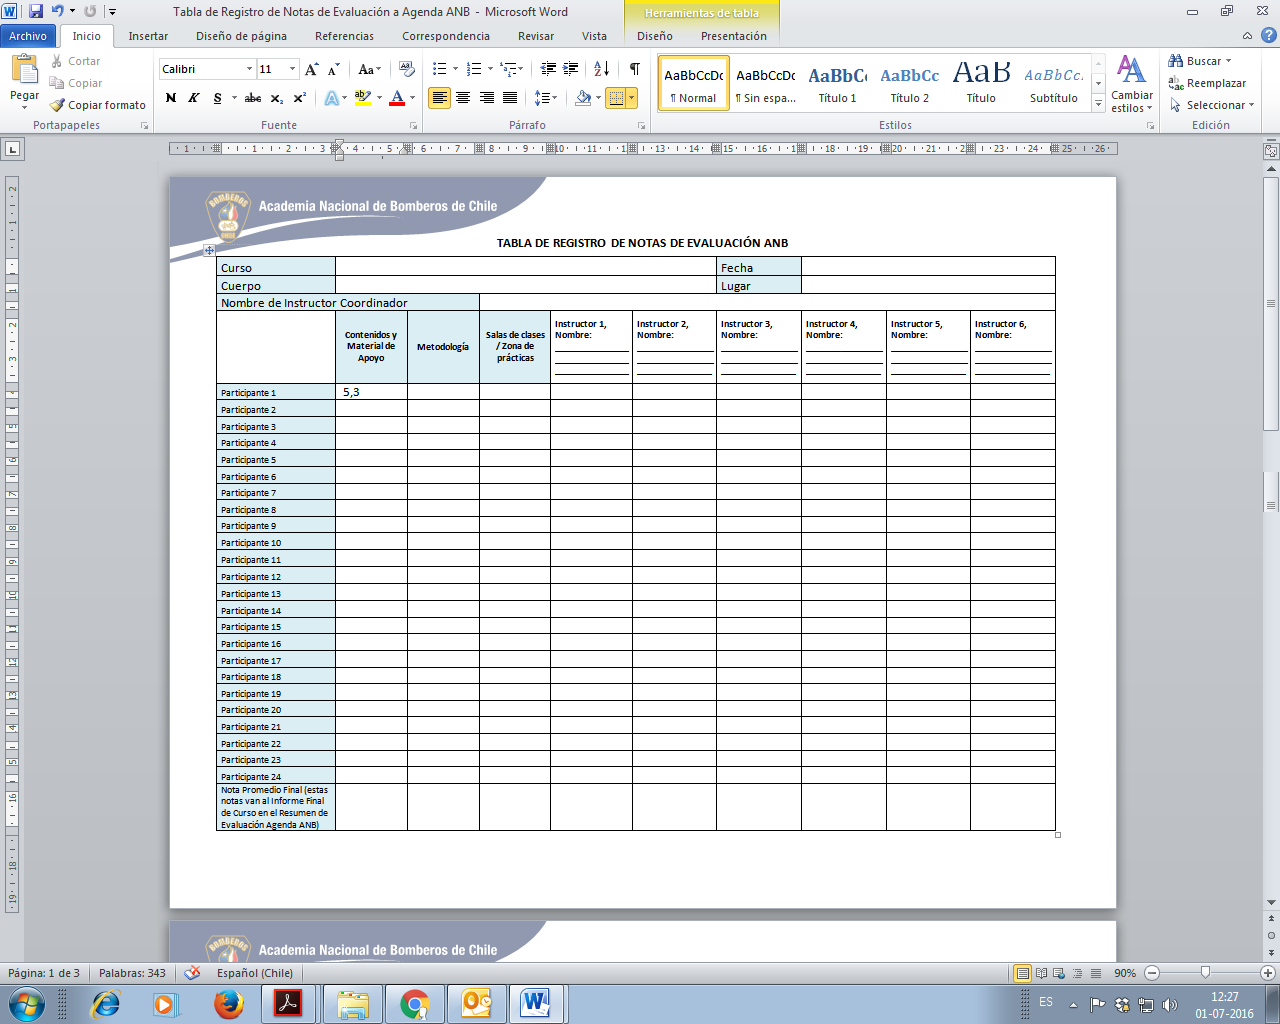 Tabla de Registro de Notas de Evaluación a Agenda ANB - Microsoft Word
Herramientas de tabla
Archivo Inicio Insertar Diseño de página Referencias Correspondencia Revisar Vista Diseño Presentación
Pegar
Cortar
Copiar
Copiar formato
Portapapeles
Calibri 11
N K S abc x₂ x²
Fuente
Párrafo
AaBbCcDc AaBbCcDc AaBbC AaBbCc AaB AaBbCc.
¶ Normal ¶ Sin espa... Título 1 Título 2 Título Subtítulo
Cambiar estilos
Estilos
Buscar
Reemplazar
Seleccionar
Edición
Academia Nacional de Bomberos de Chile
BOMBEROS
CHILE
TABLA DE REGISTRO DE NOTAS DE EVALUACIÓN ANB
Curso Fecha
Cuerpo Lugar
Nombre de Instructor Coordinador
Contenidos y Material de Apoyo
Metodología
Salas de clases / Zona de prácticas
Instructor 1, Nombre:
Instructor 2, Nombre:
Instructor 3, Nombre:
Instructor 4, Nombre:
Instructor 5, Nombre:
Instructor 6, Nombre:
Participante 1 5,3
Participante 2
Participante 3
Participante 4
Participante 5
Participante 6
Participante 7
Participante 8
Participante 9
Participante 10
Participante 11
Participante 12
Participante 13
Participante 14
Participante 15
Participante 16
Participante 17
Participante 18
Participante 19
Participante 20
Participante 21
Participante 22
Participante 23
Participante 24
Nota Promedio Final (estas
notas van al Informe Final
de Curso en el Resumen de
Evaluación Agenda ANB)
BOMBEROS
Academia Nacional de Bomberos de Chile
Página: 1 de 3 Palabras: 343 Español (Chile) 90%
ES
12:27
01-07-2016